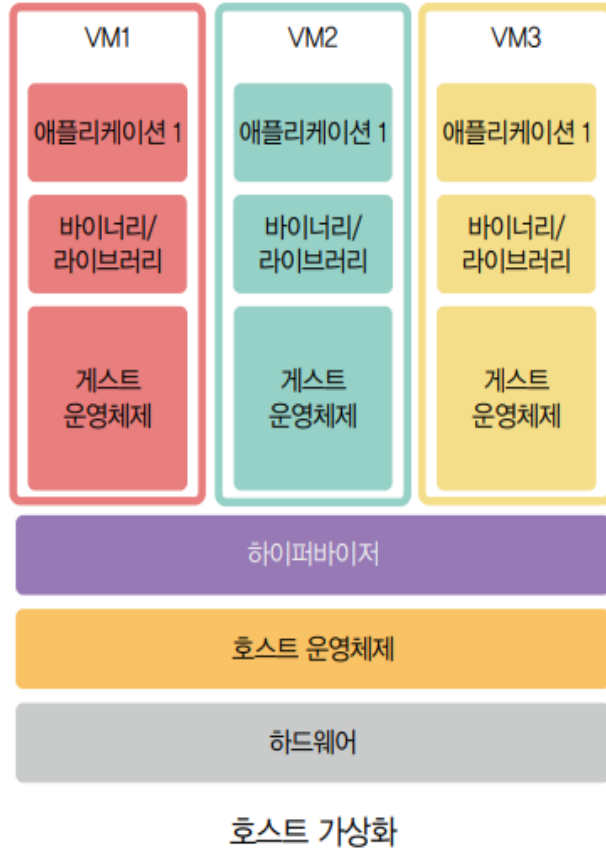 VM1
VM2
VM3
애플리케이션 1
애플리케이션 1
애플리케이션 1
바이너리/
라이브러리
바이너리/
라이브러리
바이너리/
라이브러리
게스트
운영체제
게스트
운영체제
게스트
운영체제
하이퍼바이저
호스트 운영체제
하드웨어
호스트 가상화